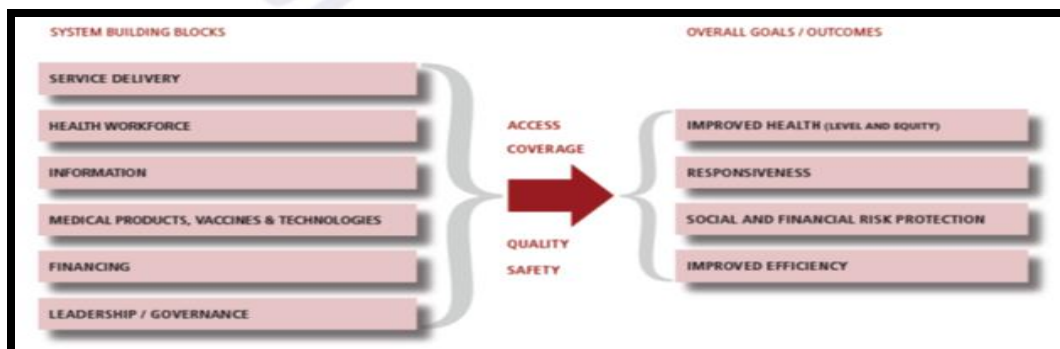 SYSTEM BUILDING BLOCKS
SERVICE DELIVERY
HEALTH WORKFORCE
INFORMATION
MEDICAL PRODUCTS, VACCINES & TECHNOLOGIES
FINANCING
LEADERSHIP / GOVERNANCE
ACCESS
COVERAGE
QUALITY
SAFETY
OVERALL GOALS / OUTCOMES
IMPROVED HEALTH (LEVEL AND EQUITY)
RESPONSIVENESS
SOCIAL AND FINANCIAL RISK PROTECTION
IMPROVED EFFICIENCY